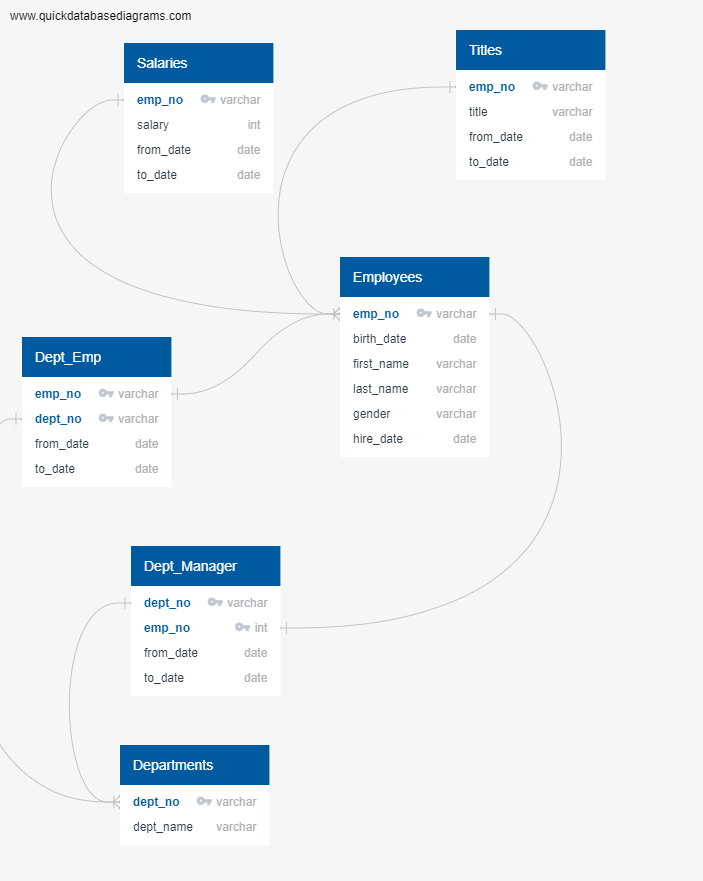 www.quickdatabasediagrams.com
Salaries
emp_no varchar
salary int
from_date date
to_date date
Titles
emp_no varchar
title varchar
from_date date
to_date date
Employees
emp_no varchar
birth_date date
first_name varchar
last_name varchar
gender varchar
hire_date date
Dept_Emp
emp_no varchar
dept_no varchar
from_date date
to_date date
Dept_Manager
dept_no varchar
emp_no int
from_date date
to_date date
Departments
dept_no varchar
dept_name varchar